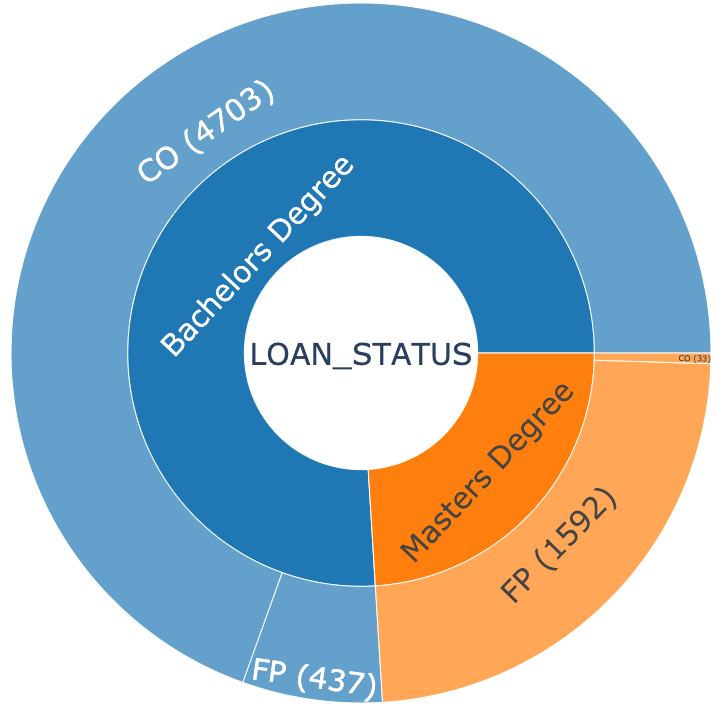 CO (4703)
Bachelors Degree
LOAN_STATUS
CO (33)
Masters Degree
FP (1592)
FP (437)